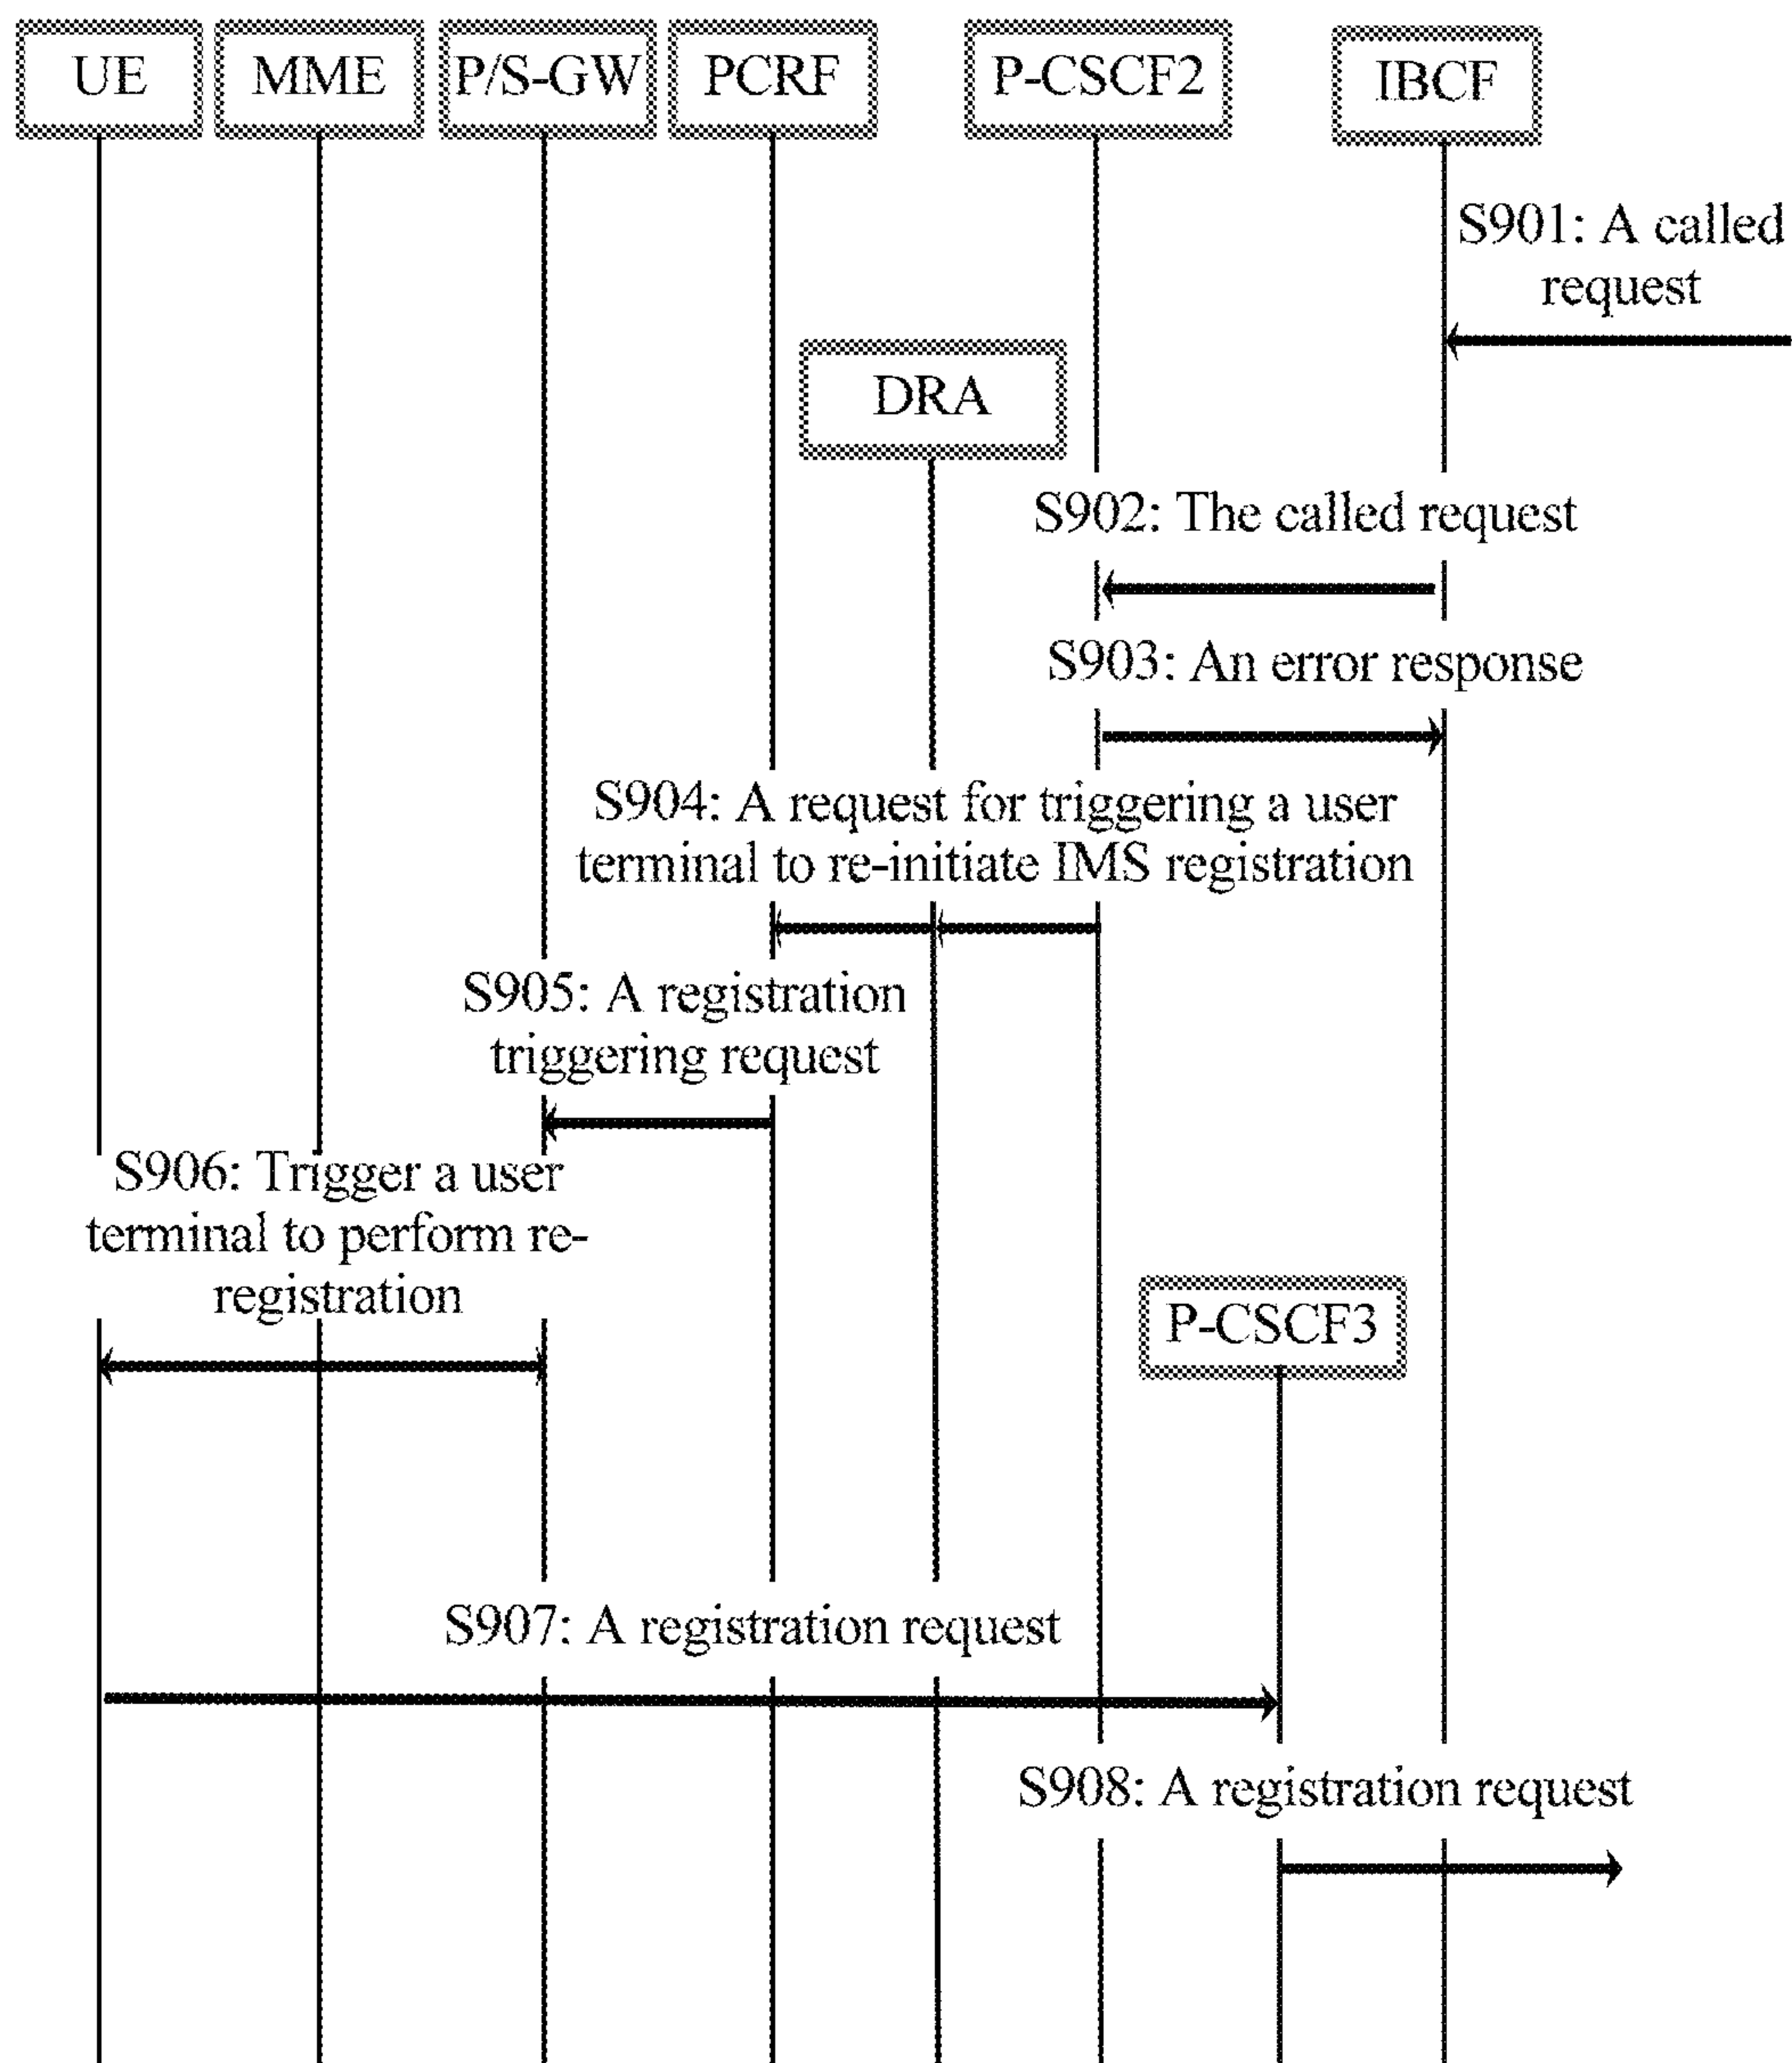 UE
MME
P/S-GW
PCRF
P-CSCF2
IBCF
S901: A called
request
DRA
S902: The called request
S903: An error response
S904: A request for triggering a user
terminal to re-initiate IMS registration
S905: A registration
triggering request
S906: Trigger a user
terminal to perform re-
registration
P-CSCF3
S907: A registration request
S908: A registration request